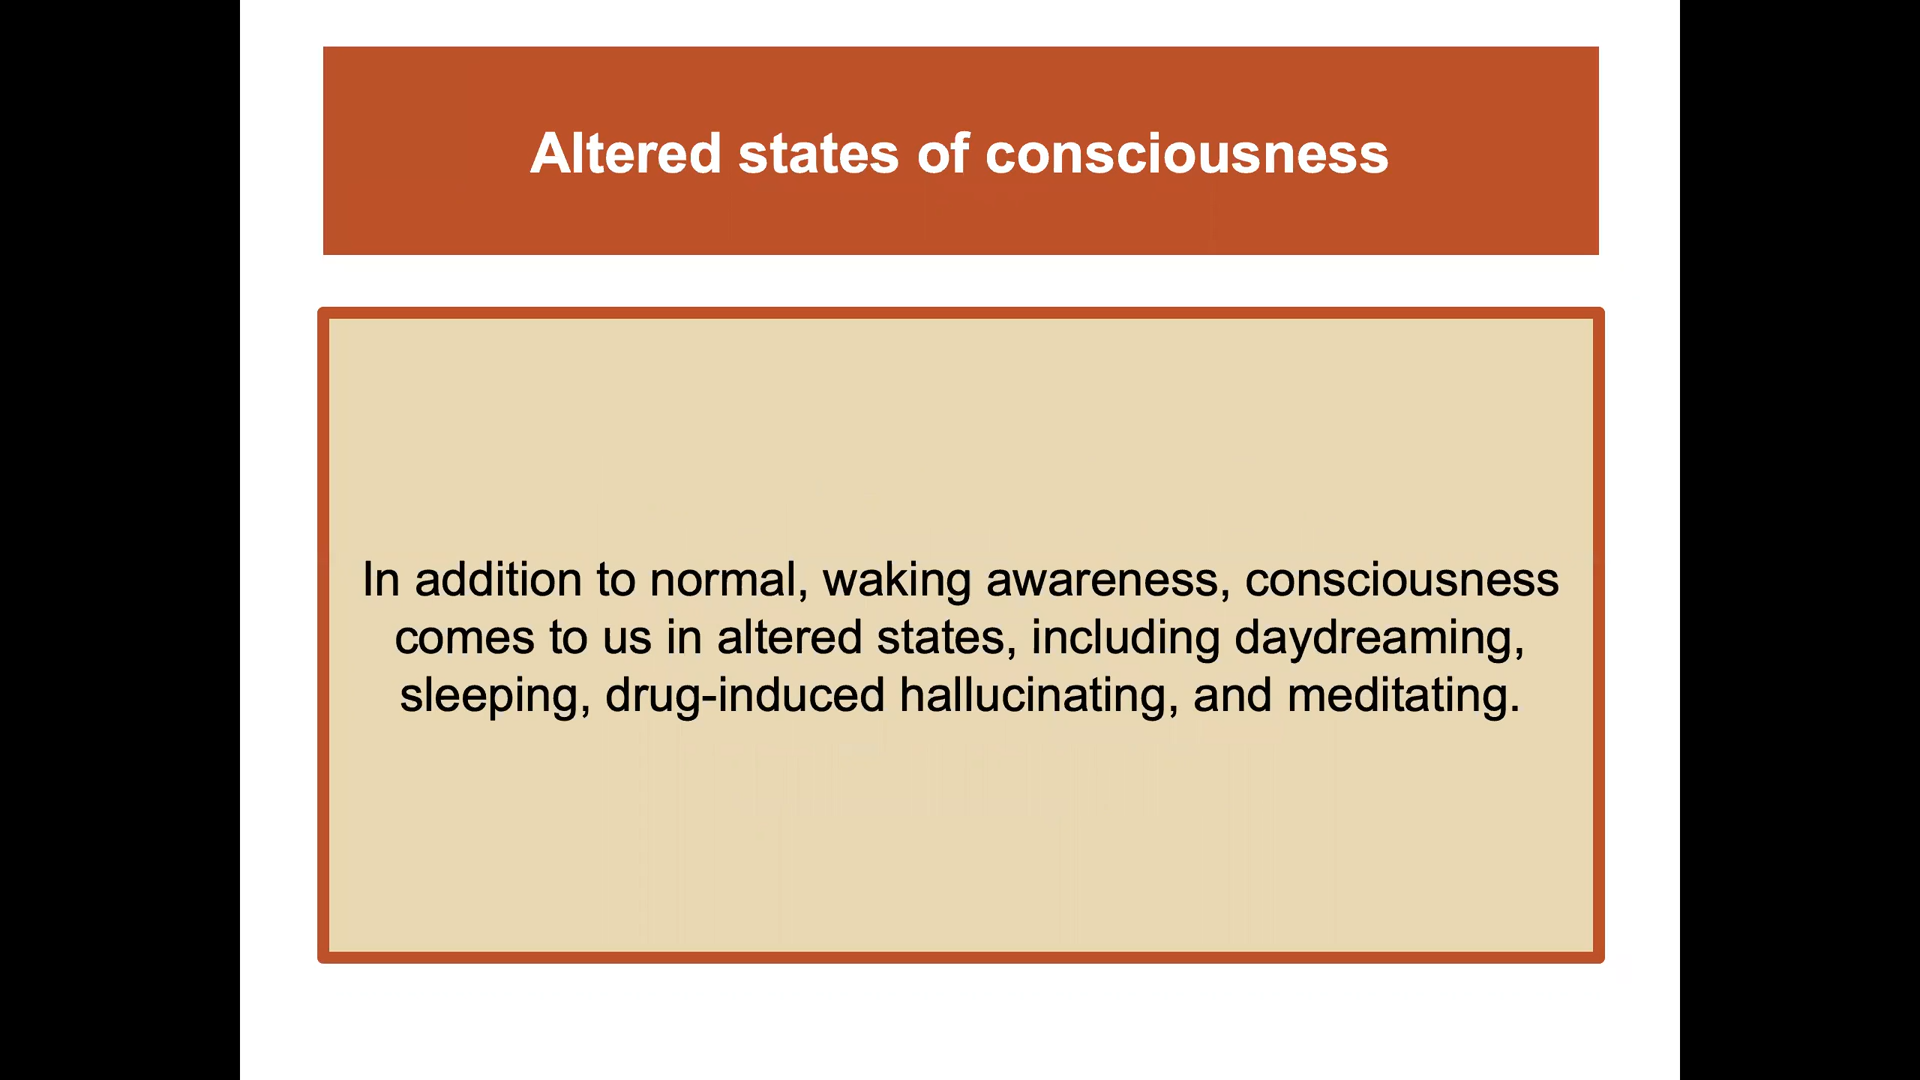 Altered states of consciousness
In addition to normal, waking awareness, consciousness
comes to us in altered states, including daydreaming,
sleeping, drug-induced hallucinating, and meditating.